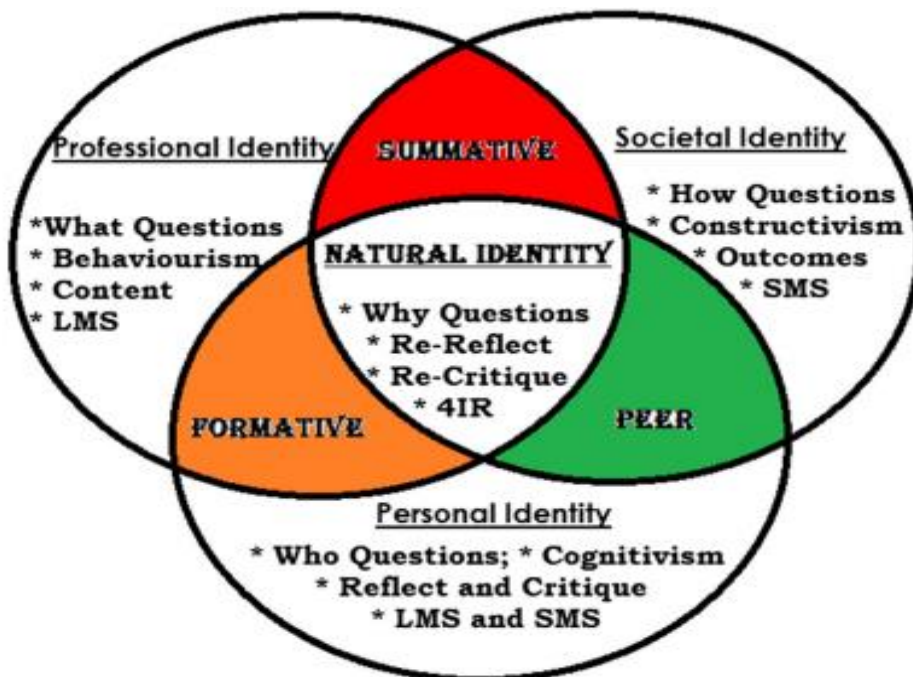 Professional Identity
*What Questions
* Behaviourism
* Content
* LMS
SUMMATIVE
Societal Identity
* How Questions
* Constructivism
* Outcomes
* SMS
NATURAL IDENTITY
* Why Questions
* Re-Reflect
* Re-Critique
* 4IR
FORMATIVE
PEER
Personal Identity
* Who Questions; * Cognitivism
* Reflect and Critique
* LMS and SMS